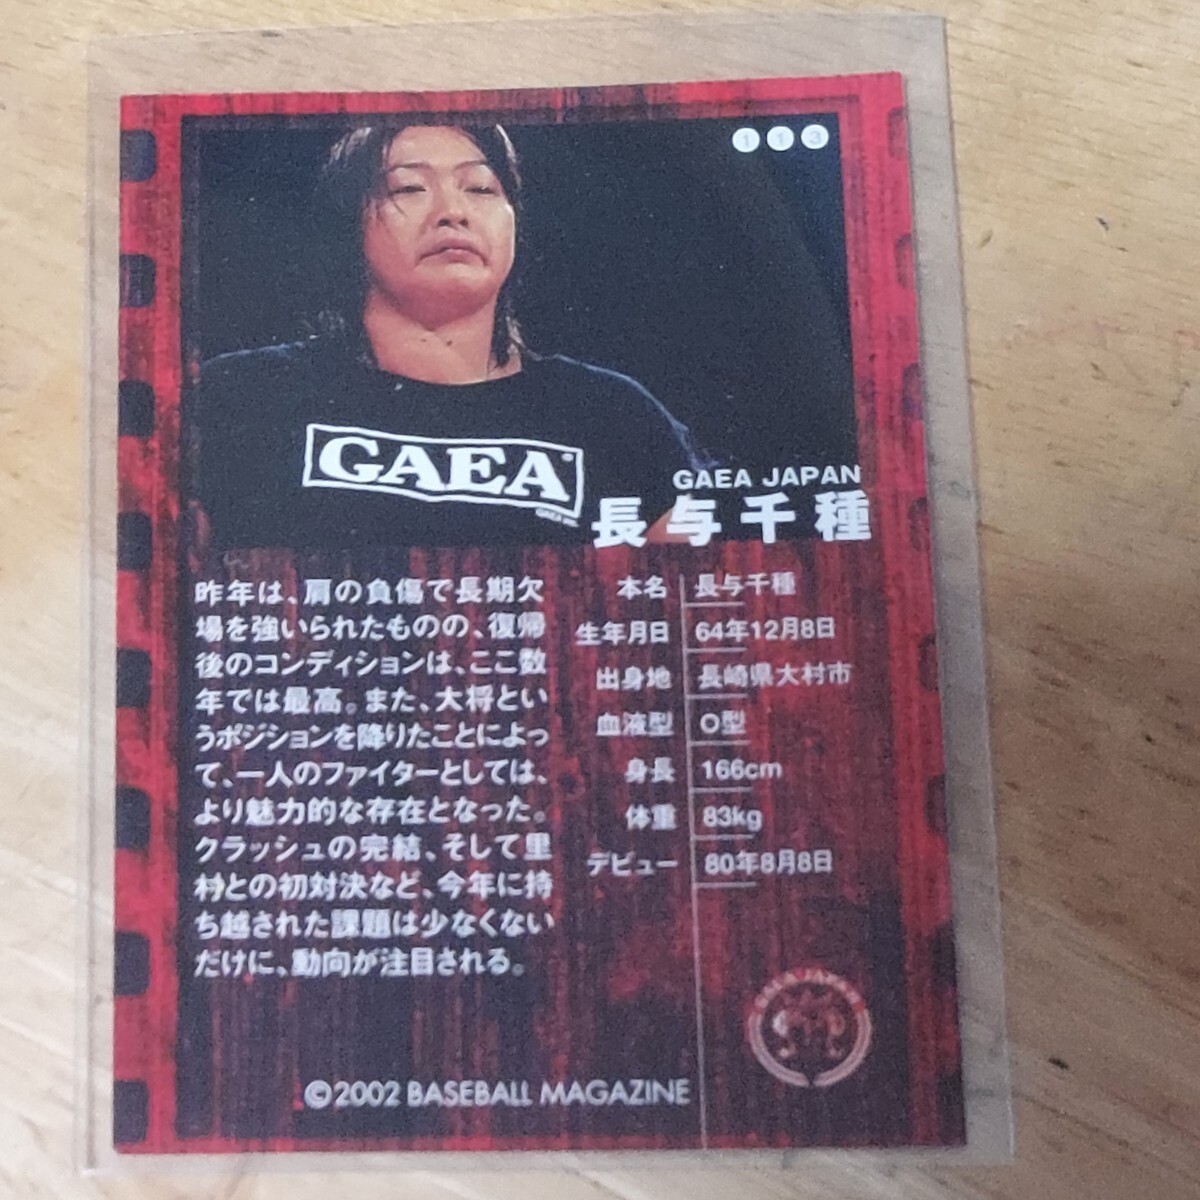 113
GAEA
GAEA JAPAN
長与千種
昨年は、肩の負傷で長期欠
場を強いられたものの、復帰
後のコンディションは、ここ数
年では最高。また、大将とい
うポジションを降りたことによっ
て、一人のファイターとしては、
より魅力的な存在となった。
クラッシュの完結、そして里
村との初対決など、今年に持
ち越された課題は少なくない
だけに、動向が注目される。
本名 長与千種
生年月日 64年12月8日
出身地 長崎県大村市
血液型 O型
身長 166cm
体重 83kg
デビュー 80年8月8日
GAEA JAPAN
©2002 BASEBALL MAGAZINE